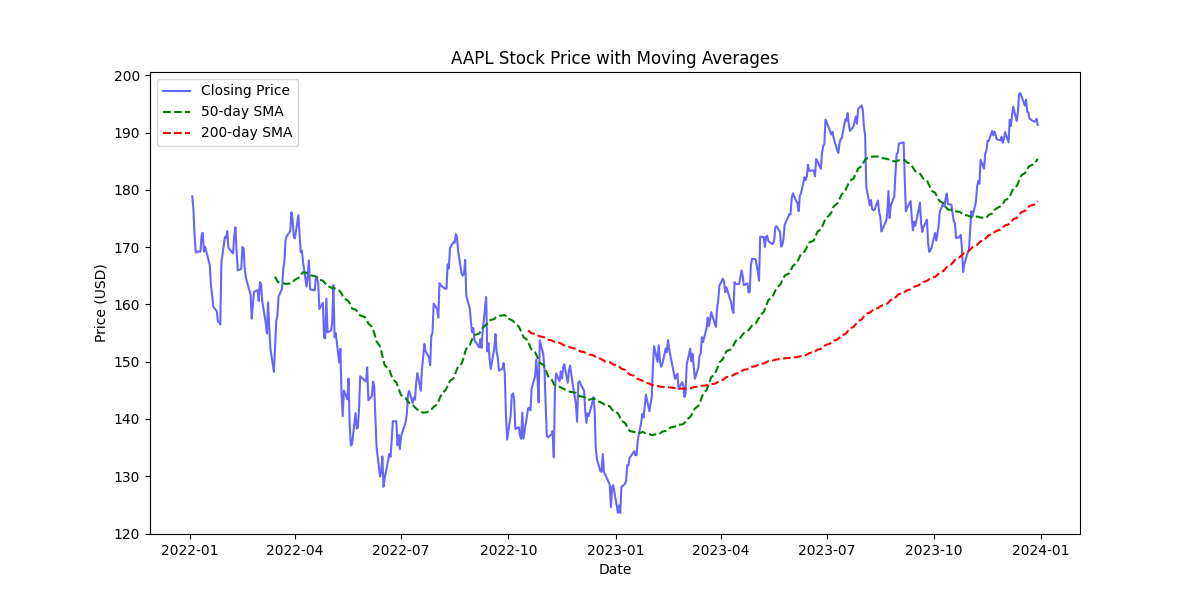 AAPL Stock Price with Moving Averages
Closing Price
50-day SMA
200-day SMA
200
190
180
170
160
150
140
130
120
Price (USD)
2022-01 2022-04 2022-07 2022-10 2023-01 2023-04 2023-07 2023-10 2024-01
Date